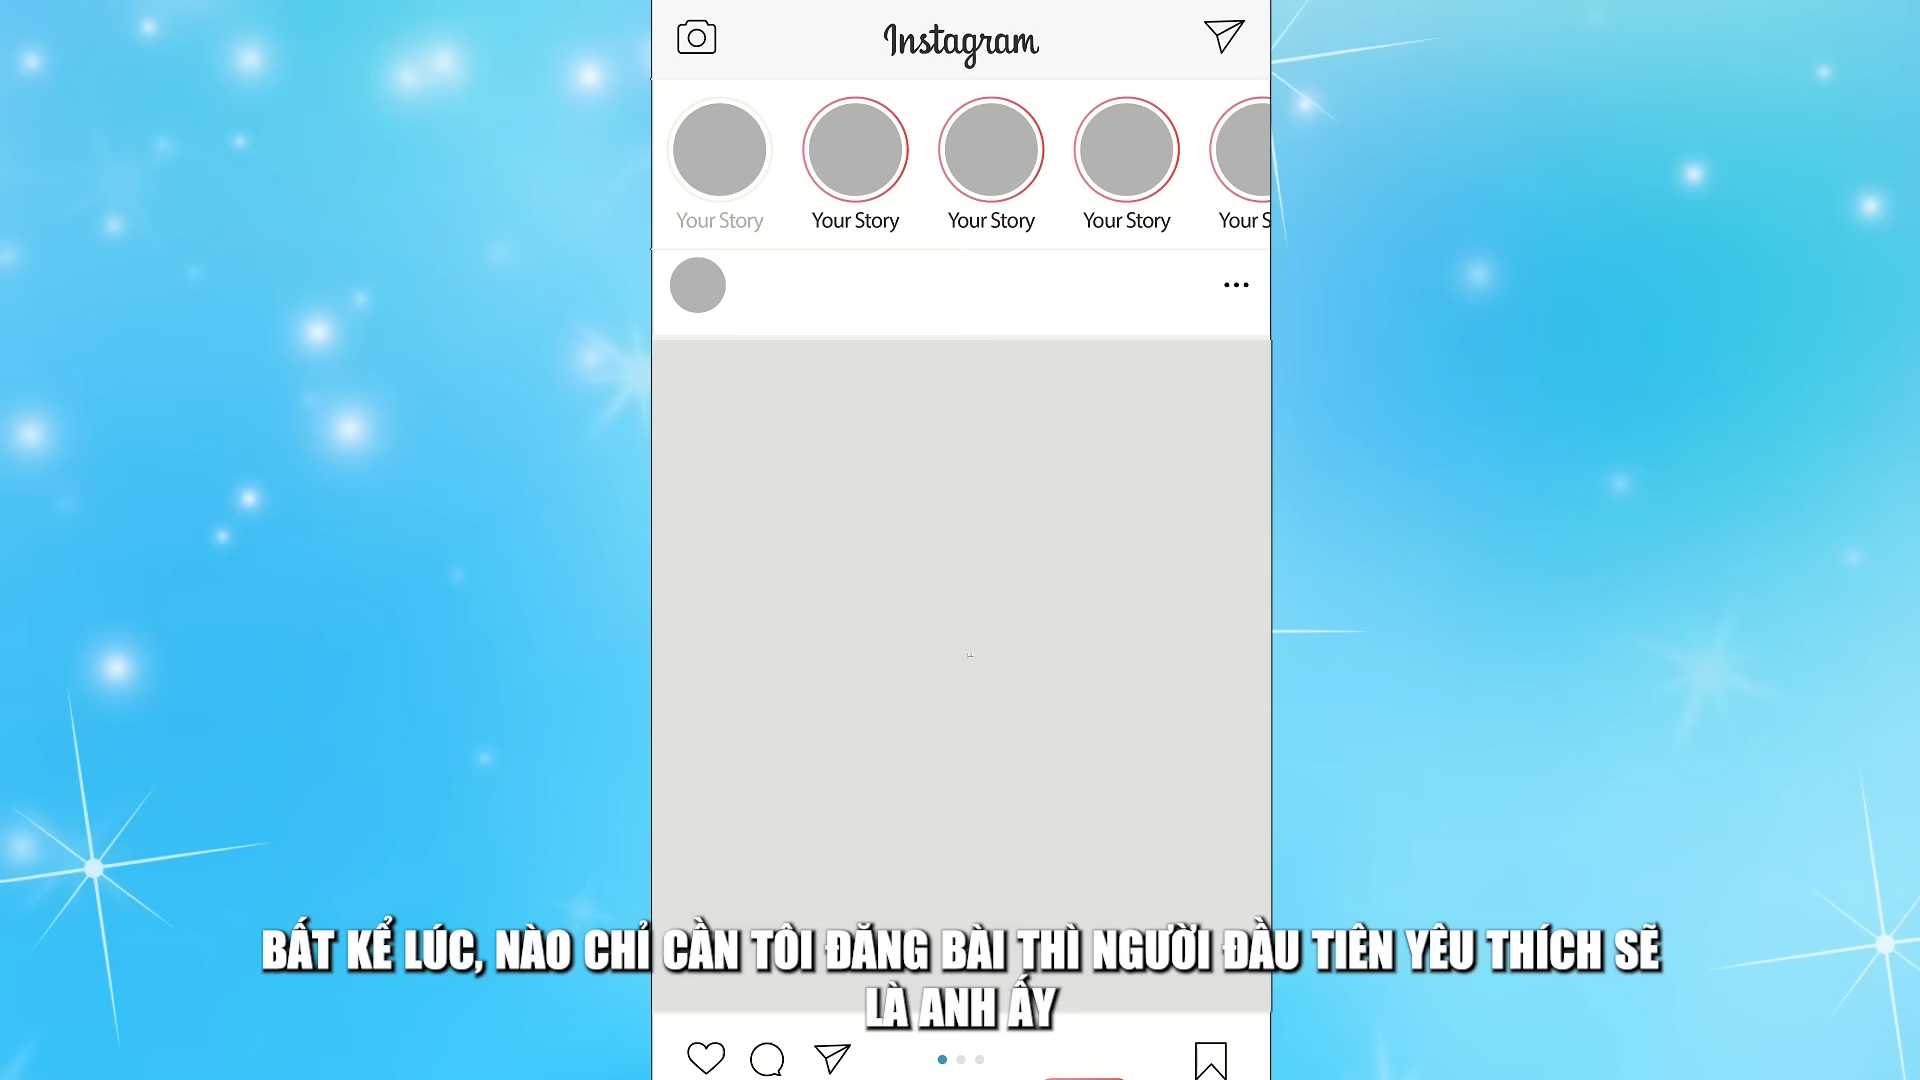 Instagram
Your Story Your Story Your Story Your Story Your S
BẤT KỂ LÚC, NÀO CHỈ CẦN TÔI ĐĂNG BÀI THÌ NGƯỜI ĐẦU TIÊN YÊU THÍCH SẼ
LÀ ANH ẤY